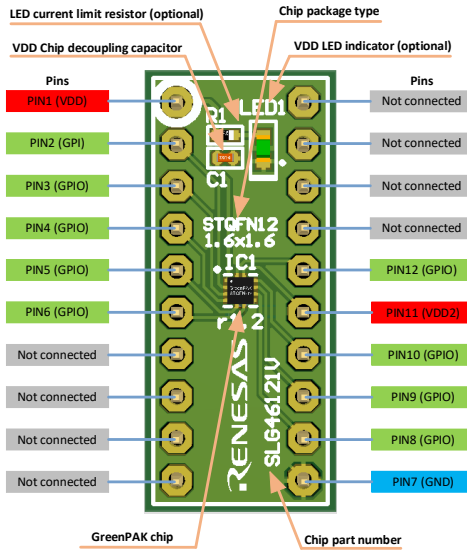 LED current limit resistor (optional)
Chip package type
VDD Chip decoupling capacitor
VDD LED indicator (optional)
Pins
Pins
PIN1 (VDD)
Not connected
PIN2 (GPI)
Not connected
PIN3 (GPIO)
Not connected
PIN4 (GPIO)
Not connected
PIN5 (GPIO)
PIN12 (GPIO)
PIN6 (GPIO)
PIN11 (VDD2)
Not connected
PIN10 (GPIO)
Not connected
PIN9 (GPIO)
Not connected
PIN8 (GPIO)
Not connected
PIN7 (GND)
R1
LED1
C1
STQFN12
1.6x1.6
IC1
GreenPAK
RENESAS
SLG46121V
GreenPAK chip
Chip part number